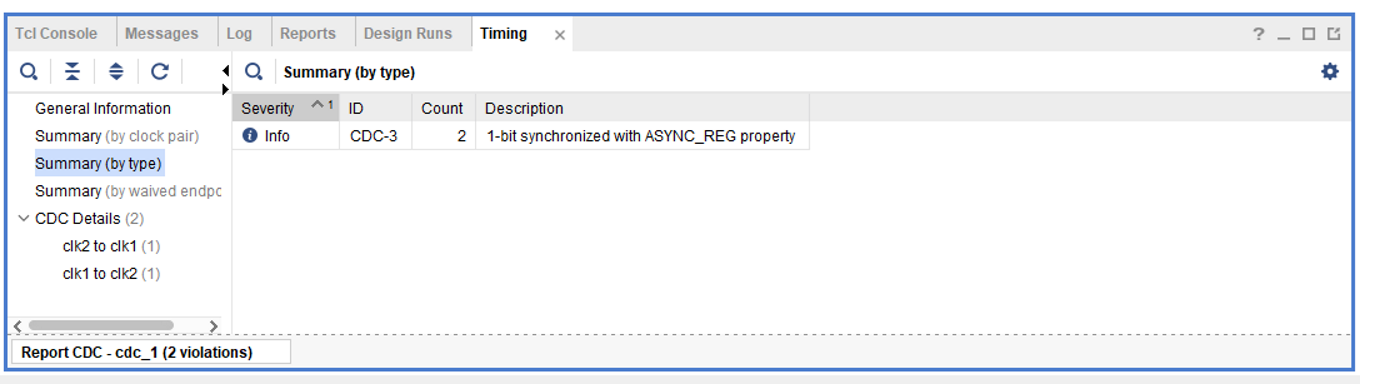 Tcl Console Messages Log Reports Design Runs Timing × ?
Summary (by type)
General Information
Summary (by clock pair)
Summary (by type)
Summary (by waived endpc
CDC Details (2)
clk2 to clk1 (1)
clk1 to clk2 (1)
Severity 1 ID Count Description
Info CDC-3 2 1-bit synchronized with ASYNC_REG property
Report CDC - cdc_1 (2 violations)